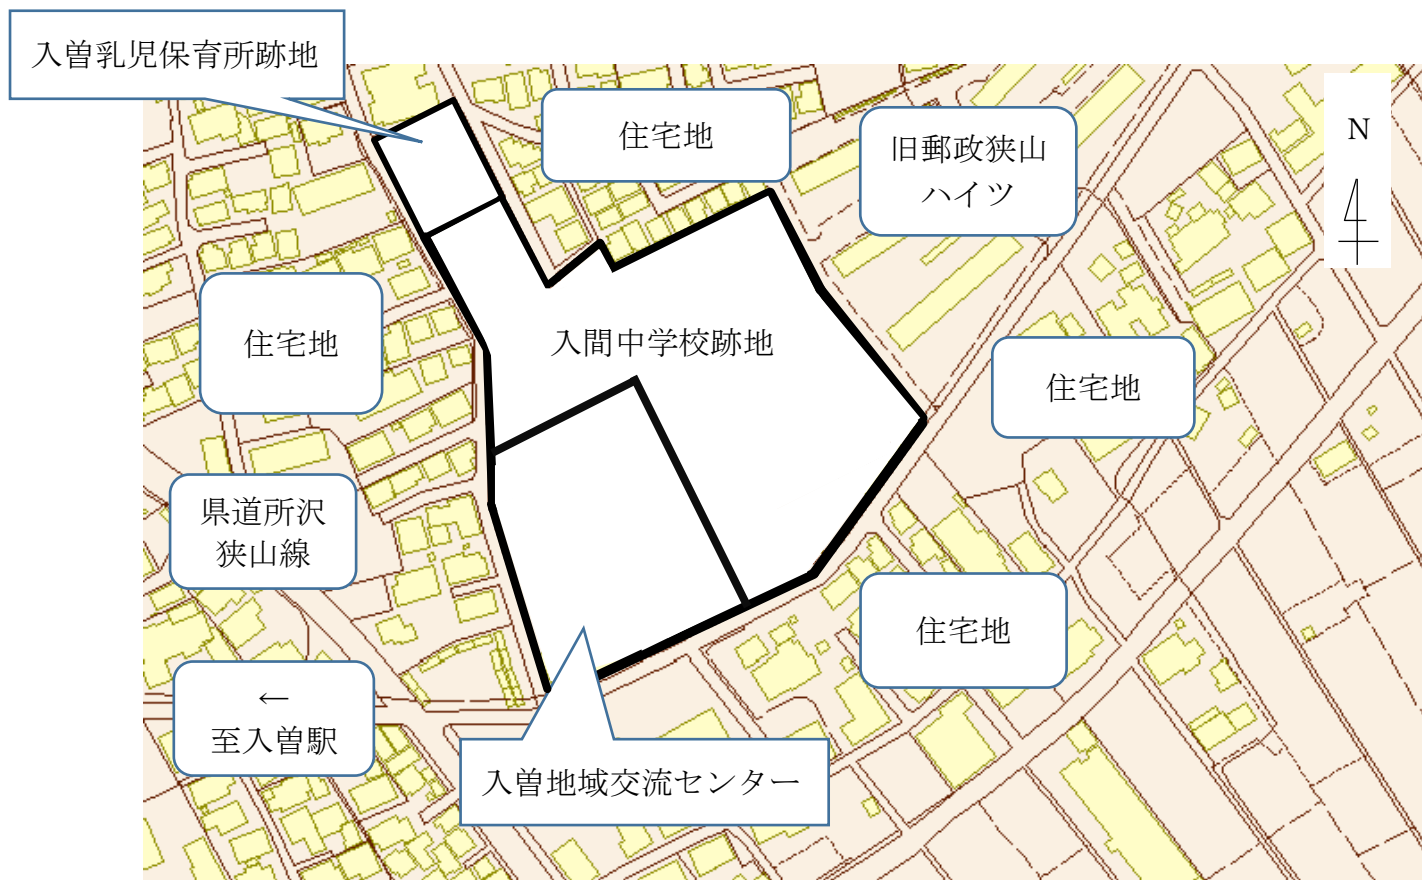 入曽乳児保育所跡地
住宅地
旧郵政狭山
ハイツ
N
住宅地
入間中学校跡地
住宅地
県道所沢
狭山線
住宅地
←
至入曽駅
入曽地域交流センター